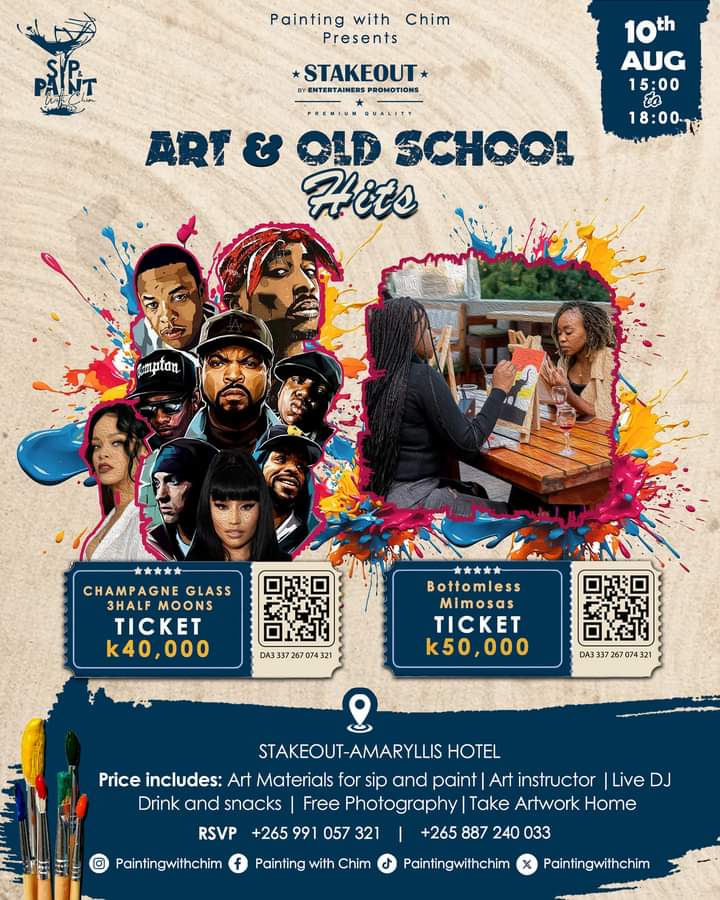 SIP &
PAINT
With Chim
Painting with Chim
Presents
★ STAKEOUT ★
BY ENTERTAINERS PROMOTIONS
PREMIUM QUALITY
ART & OLD SCHOOL
Hits
10th
AUG
15:00
to
18:00
Compton
CHAMPAGNE GLASS
3HALF MOONS
TICKET
k40,000
DA3 337 267 074 321
Bottomless
Mimosas
TICKET
k50,000
DA3 337 267 074 321
STAKEOUT-AMARYLLIS HOTEL
Price includes: Art Materials for sip and paint | Art instructor | Live DJ
Drink and snacks | Free Photography | Take Artwork Home
RSVP +265 991 057 321 | +265 887 240 033
Paintingwithchim Painting with Chim Paintingwithchim Paintingwithchim